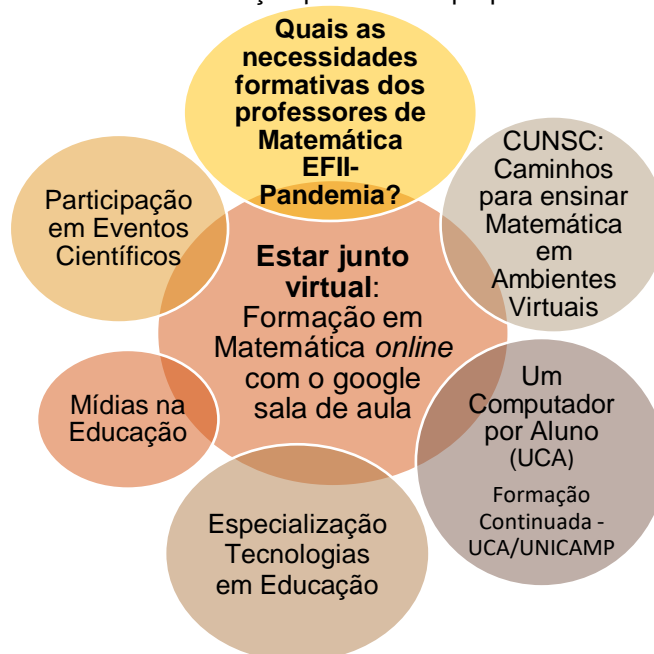 Quais as
necessidades
formativas dos
professores de
Matemática
EFII-
Pandemia?
CUNSC:
Caminhos
para ensinar
Matemática
em
Ambientes
Virtuais
Um
Computador
por Aluno
(UCA)
Formação
Continuada -
UCA/UNICAMP
Especialização
Tecnologias
em Educação
Mídias na
Educação
Participação
em Eventos
Científicos
Estar junto
virtual:
Formação em
Matemática online
com o google
sala de aula